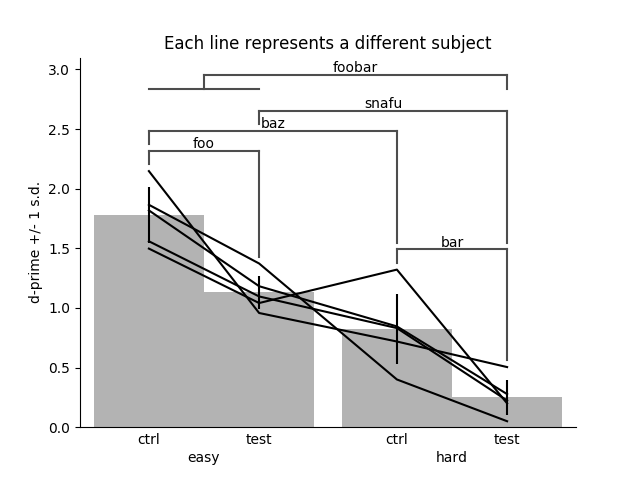 Each line represents a different subject
foobar
snafu
baz
foo
bar
d-prime +/- 1 s.d.
3.0
2.5
2.0
1.5
1.0
0.5
0.0
ctrl test ctrl test
easy hard